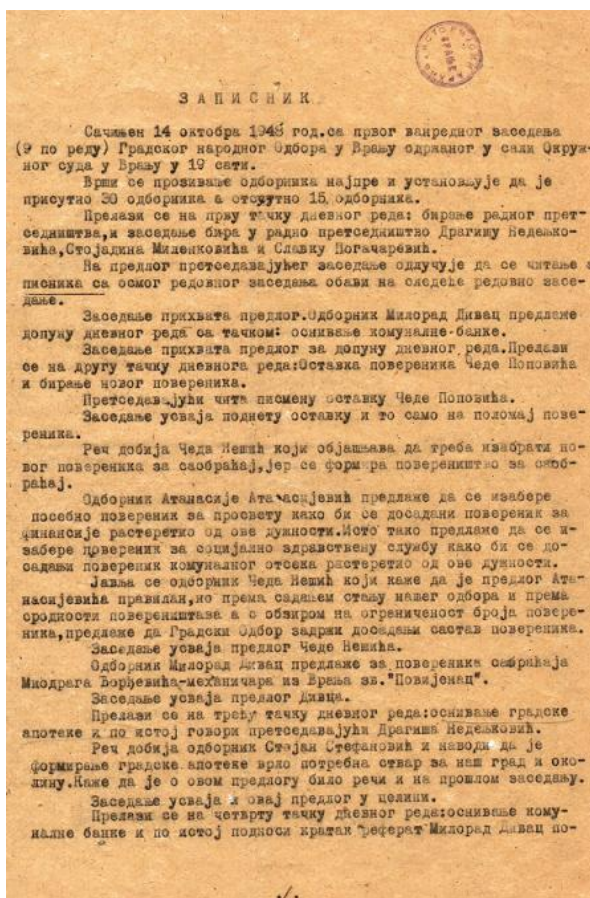 ЗАПИСНИК
Сачињен 14 октобра 1948 год.са првог ванредног заседања
(9 по реду) Градског народног Одбора у Врању одржаног у сали Окруж-
ног суда у Врању у 19 сати.
Врши се прозивање одборника најпре и установљује да је
присутно 30 одборника а отсутно 15 одборника.
Прелази се на прву тачку дневног реда: бирање радног прет-
седништва,и заседање бира у радно претседништво Драгишу Недељко-
вића,Стојадина Миленковића и Славку Погачаревић.
На предлог претседавајућег заседање одлучује да се читање
писника са осмог редовног заседања обави на следеће редовно засе-
дање.
Заседање прихвата предлог.Одборник Милорад Дивац предлаже
допуну дневног реда са тачком: оснивање комуналне-банке.
Заседање прихвата предлог за допуну дневног реда.Прелази
се на другу тачку дневнога реда:Оставка повереника Чеде Поповића
и бирање новог повереника.
Претседавајући чита писмену оставку Чеде Поповића.
Заседање усваја поднету оставку и то само на положај пове-
реника.
Реч добија Чеда Нешић који објашњава да треба изабрати но-
вог повереника за саобраћај,јер се формира повереништво за саоб-
раћај.
Одборник Атанасије Атанасијевић предлаже да се изабере
посебно повереник за просвету како би се досадани повереник за
финансије растеретио од ове дужности.Исто тако предлаже да се и-
забере повереник за социјално здравствену службу како би се до-
садањи повереник комуналног отсека растеретио од ове дужности.
Јавља се одборник Чеда Нешић који каже да је предлог Ата-
насијевића правилан,но према садањем стању нашег одбора и према
сродности повереништаза а с обзиром на ограниченост броја повере-
ника,предлаже да Градски Одбор задржи досадањи састав повереника.
Заседање усваја предлог Чеде Нешића.
Одборник Милорад Дивац предлаже за повереника саобраћаја
Миодрага Ђорђевића-механичара из Врања зв."Повијенац".
Заседање усваја предлог Дивца.
Прелази се на трећу тачку дневног реда:оснивање градске
апотеке и по истој говори претседавајући Драгиша Недељковић.
Реч добија одборник Стојан Стефановић и наводи да је
формирање градске апотеке врло потребна ствар за наш град и око-
лину.Каже да је о овом предлогу било речи и на прошлом заседању.
Заседање усваја и овај предлог у целини.
Прелази се на четврту тачку дневног реда:оснивање кому-
налне банке и по истој подноси кратак реферат Милорад Дивац по-